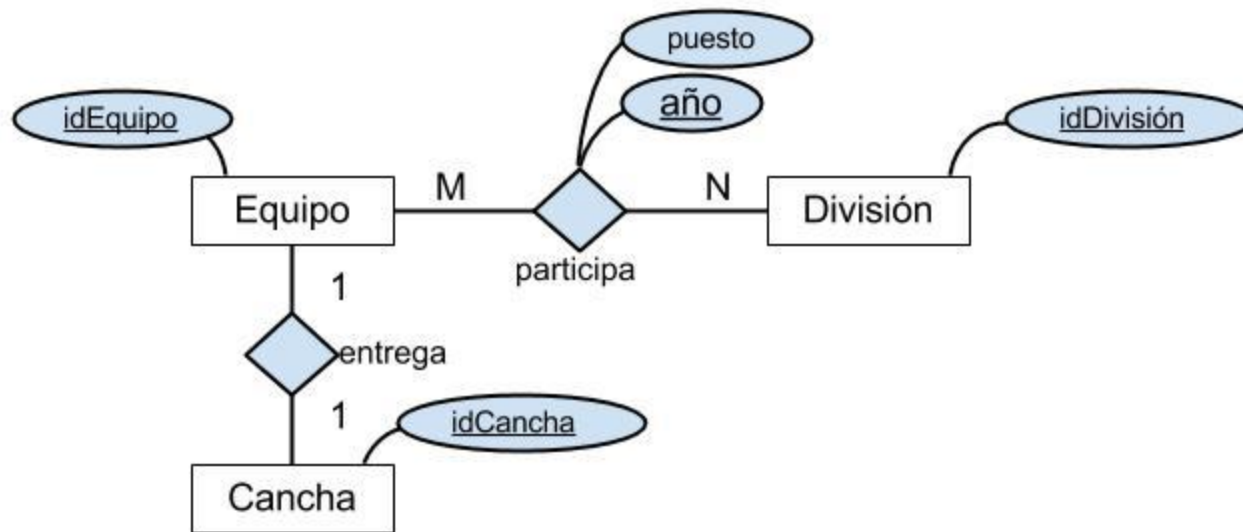 puesto
año
idEquipo
idDivisión
Equipo
M
N
División
participa
1
entrega
1
idCancha
Cancha